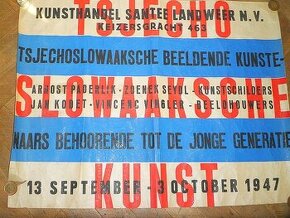 TSJECHO
KUNSTHANDEL SANTEE LANDWEER N.V.
KEIZERSGRACHT 463
TSJECHOSLOWAAKSCHE BEELDENDE KUNSTE-
SLOWAAKSCHE
ARNOST PADERLIK - ZDENEK SEYDL - KUNSTSCHILDERS
JAN KODET - VINCENC VINGLER - BEELDHOUWERS
NAARS BEHOORENDE TOT DE JONGE GENERATIE
KUNST
13 SEPTEMBER - 3 OCTOBER 1947